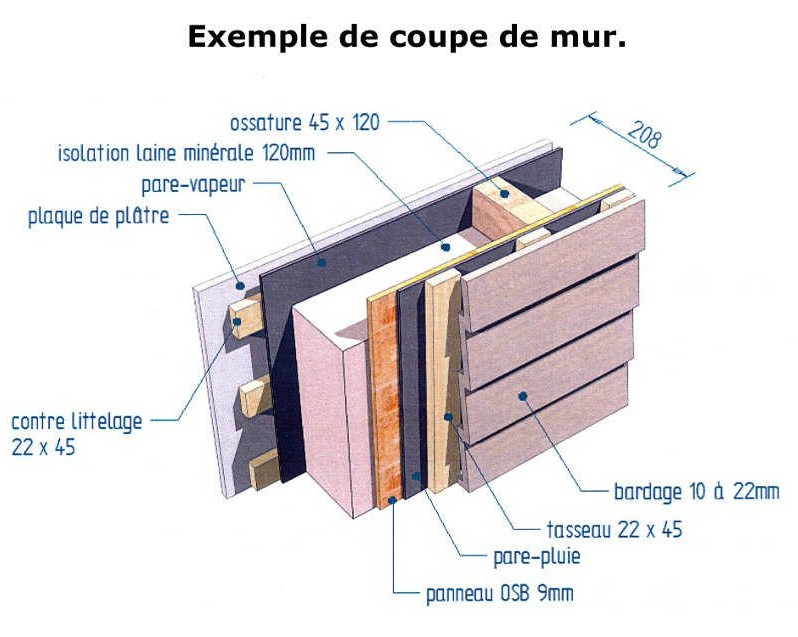 Exemple de coupe de mur.
208
ossature 45 x 120
isolation laine minérale 120mm
pare-vapeur
plaque de plâtre
contre littelage
22 x 45
bardage 10 à 22mm
tasseau 22 x 45
pare-pluie
panneau OSB 9mm